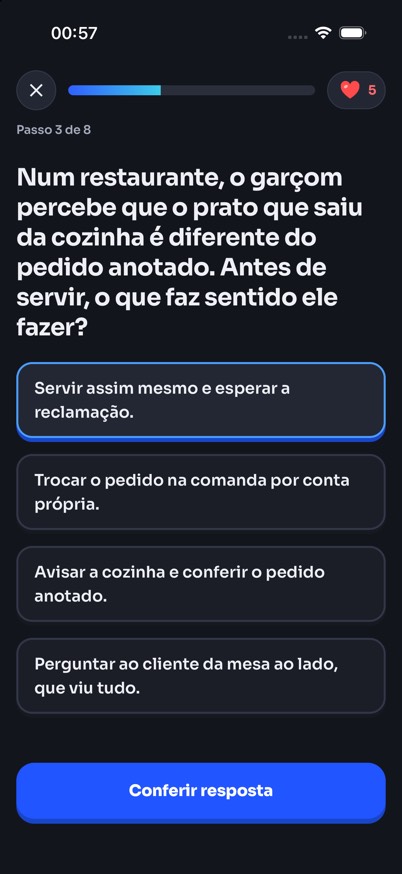 00:57
5
Passo 3 de 8
Num restaurante, o garçom
percebe que o prato que saiu
da cozinha é diferente do
pedido anotado. Antes de
servir, o que faz sentido ele
fazer?
Servir assim mesmo e esperar a
reclamação.
Trocar o pedido na comanda por conta
própria.
Avisar a cozinha e conferir o pedido
anotado.
Perguntar ao cliente da mesa ao lado,
que viu tudo.
Conferir resposta